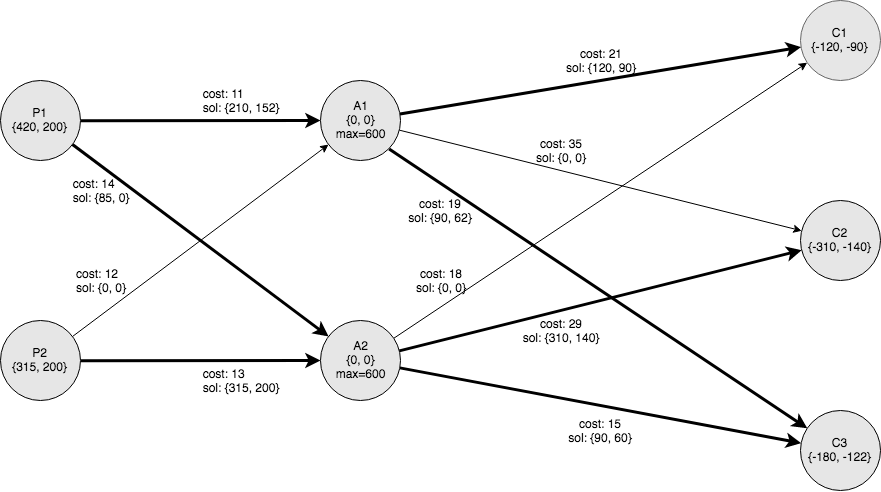 C1
{-120, -90}
cost: 21
sol: {120, 90}
cost: 11
sol: {210, 152}
P1
{420, 200}
A1
{0, 0}
max=600
cost: 35
sol: {0, 0}
cost: 14
sol: {85, 0}
cost: 19
sol: {90, 62}
C2
{-310, -140}
cost: 12
sol: {0, 0}
cost: 18
sol: {0, 0}
cost: 29
sol: {310, 140}
P2
{315, 200}
A2
{0, 0}
max=600
cost: 13
sol: {315, 200}
cost: 15
sol: {90, 60}
C3
{-180, -122}